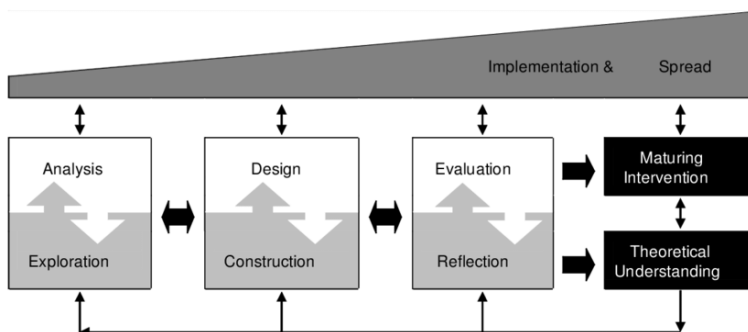 Implementation & Spread
Analysis
Exploration
Design
Construction
Evaluation
Reflection
Maturing
Intervention
Theoretical
Understanding